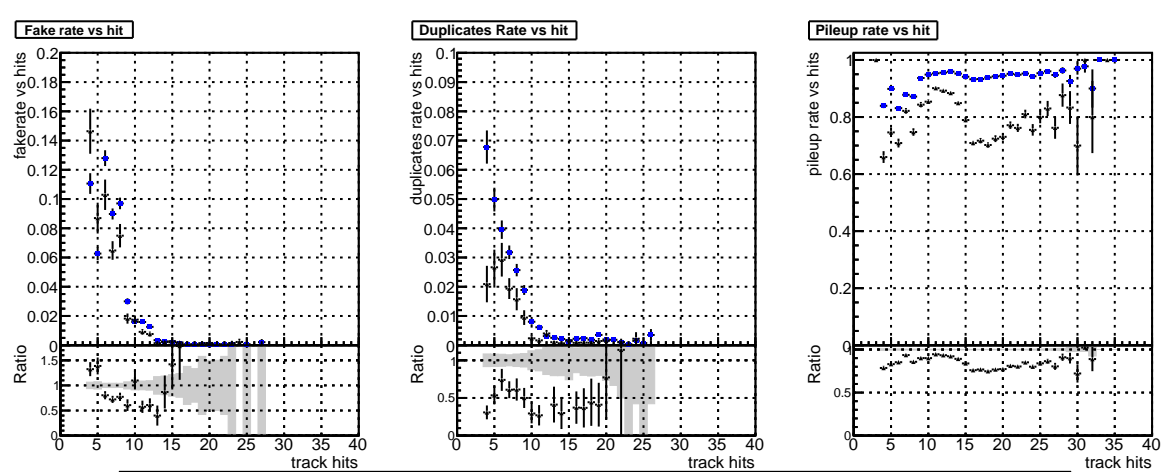 Fake rate vs hit
fakerate vs hits
0.2
0.18
0.16
0.14
0.12
0.1
0.08
0.06
0.04
0.02
0
Ratio
1.5
1
0.5
0
0 5 10 15 20 25 30 35 40
track hits
Duplicates Rate vs hit
duplicates rate vs hits
0.1
0.09
0.08
0.07
0.06
0.05
0.04
0.03
0.02
0.01
0
Ratio
1
0.5
0
0 5 10 15 20 25 30 35 40
track hits
Pileup rate vs hit
pileup rate vs hits
1
0.8
0.6
0.4
0.2
0
Ratio
1
0.5
0
0 5 10 15 20 25 30 35 40
track hits